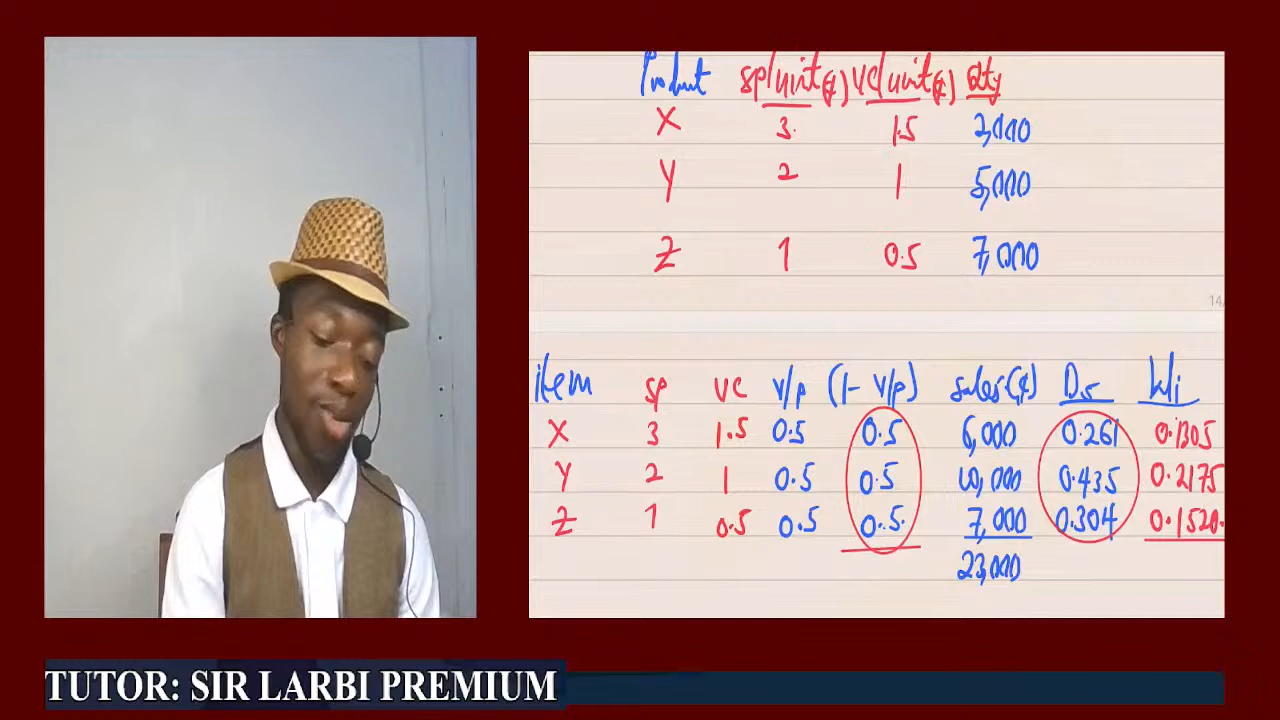 Product sp/unit(¢) VC/unit(¢) Qty
X 3. 1.5 2,000
Y 2 1 5,000
Z 1 0.5 7,000
14/
item SP VC V/P (1- V/P) sales(¢) D.s Wi
X 3 1.5 0.5 0.5 6,000 0.261 0.1305
Y 2 1 0.5 0.5 10,000 0.435 0.2175
Z 1 0.5 0.5 0.5. 7,000 0.304 0.1520.
23,000
TUTOR: SIR LARBI PREMIUM